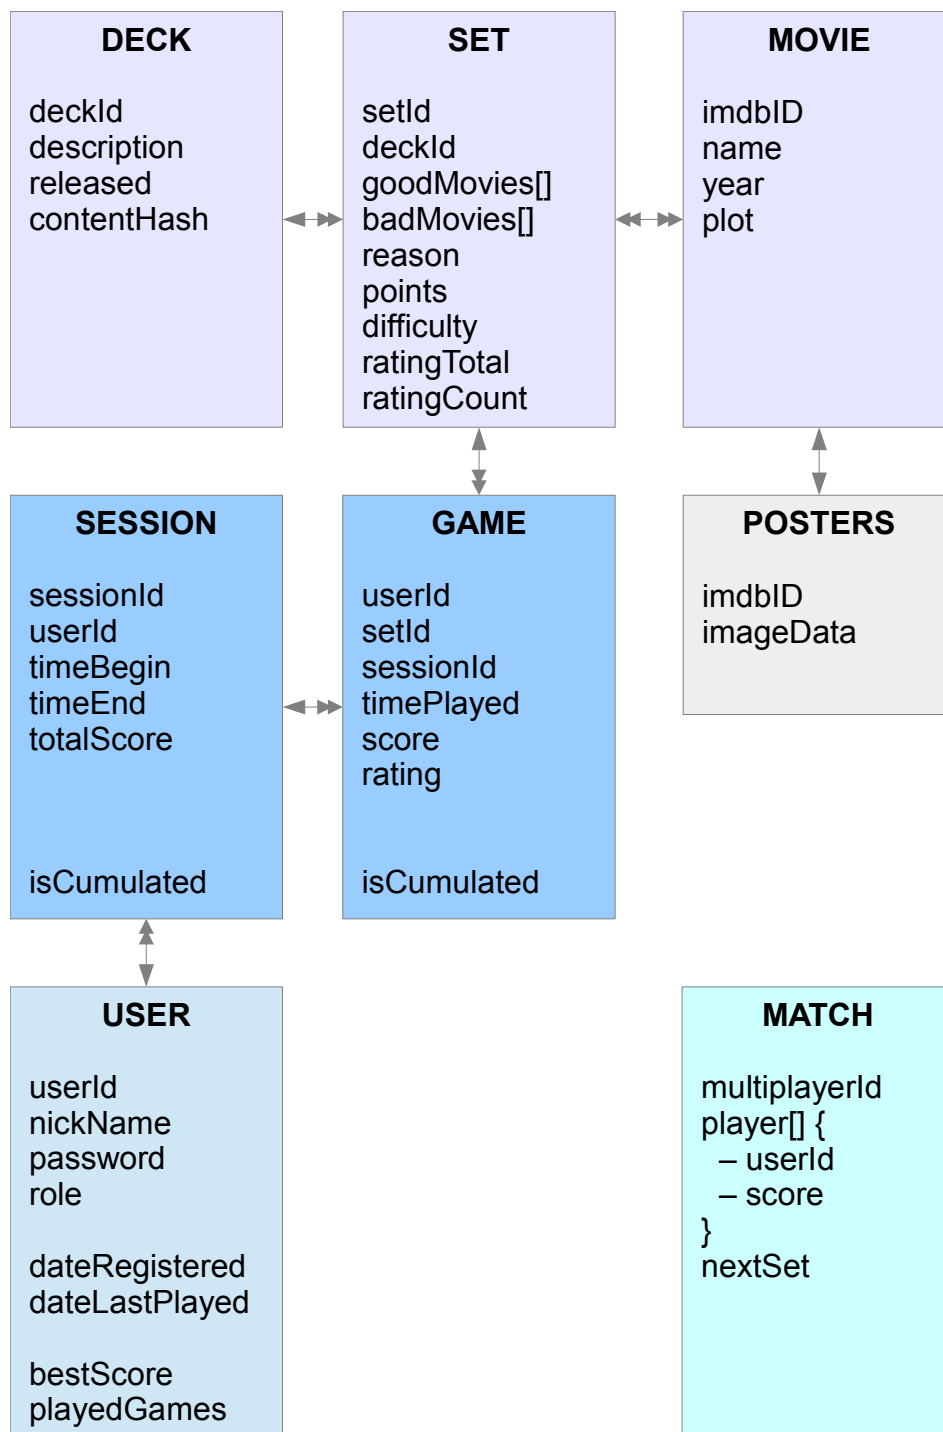 DECK
deckId
description
released
contentHash
SET
setId
deckId
goodMovies[]
badMovies[]
reason
points
difficulty
ratingTotal
ratingCount
MOVIE
imdbID
name
year
plot
SESSION
sessionId
userId
timeBegin
timeEnd
totalScore
isCumulated
GAME
userId
setId
sessionId
timePlayed
score
rating
isCumulated
POSTERS
imdbID
imageData
USER
userId
nickName
password
role
dateRegistered
dateLastPlayed
bestScore
playedGames
MATCH
multiplayerId
player[] {
– userId
– score
}
nextSet